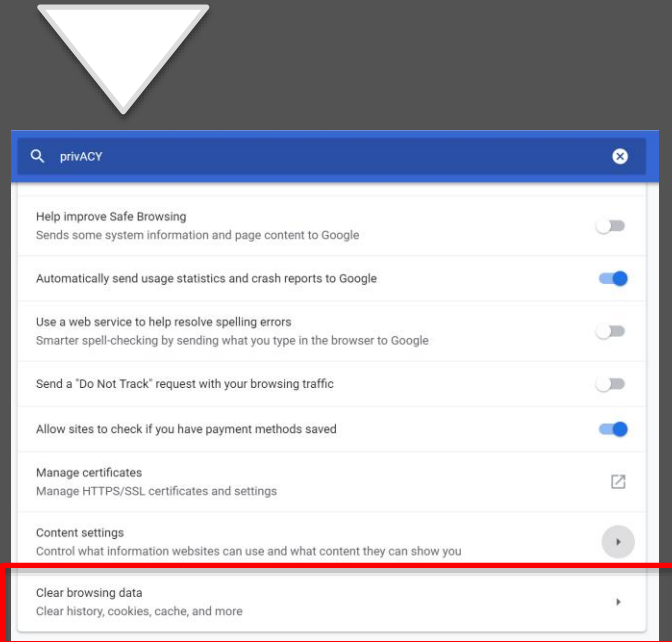 privACY
Help improve Safe Browsing
Sends some system information and page content to Google
Automatically send usage statistics and crash reports to Google
Use a web service to help resolve spelling errors
Smarter spell-checking by sending what you type in the browser to Google
Send a "Do Not Track" request with your browsing traffic
Allow sites to check if you have payment methods saved
Manage certificates
Manage HTTPS/SSL certificates and settings
Content settings
Control what information websites can use and what content they can show you
Clear browsing data
Clear history, cookies, cache, and more